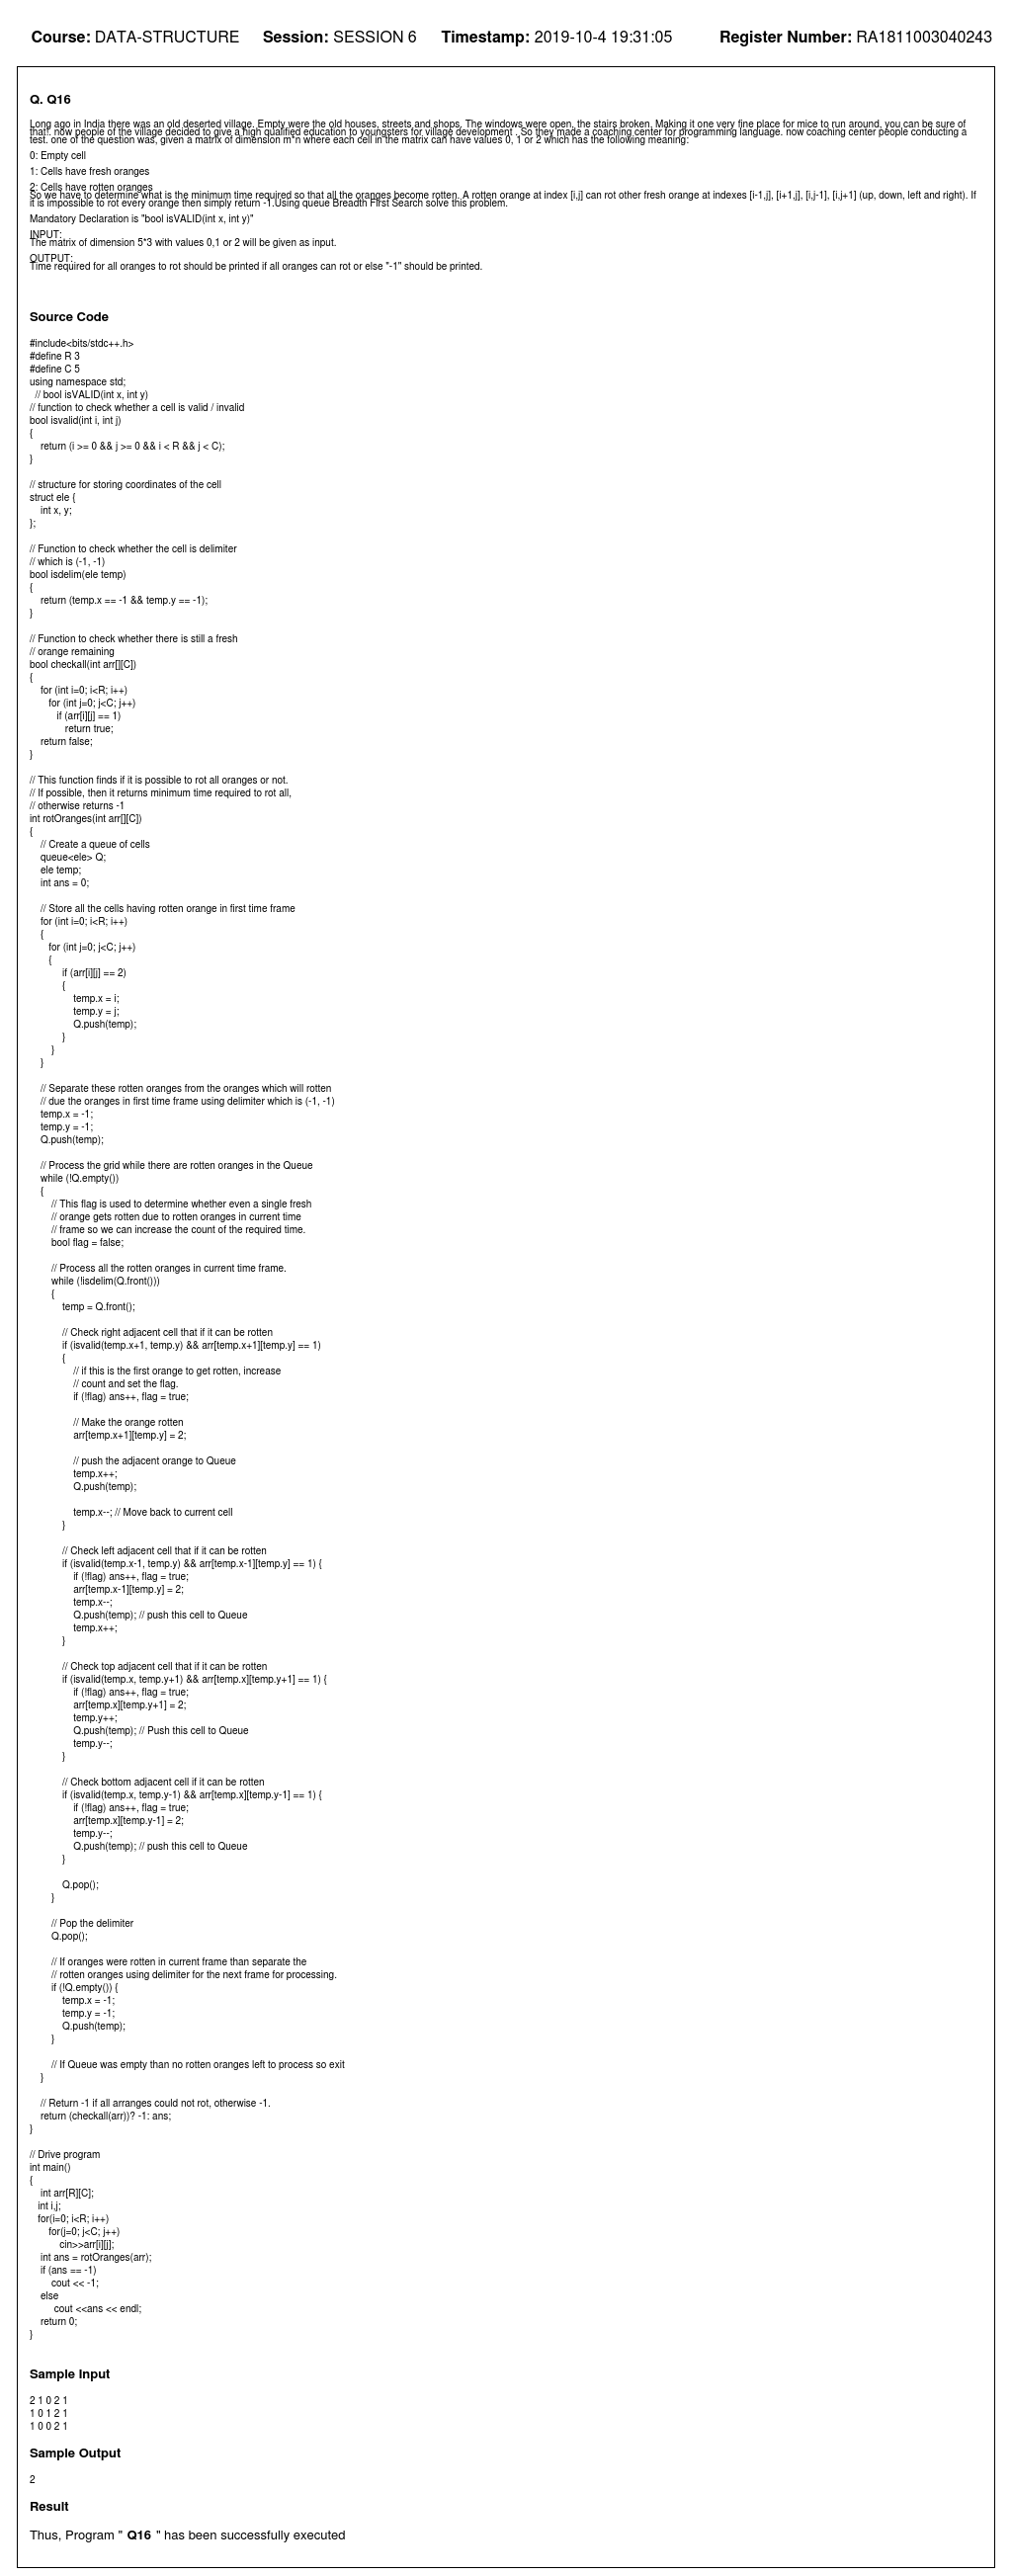 Course: DATA-STRUCTURE Session: SESSION 6 Timestamp: 2019-10-4 19:31:05 Register Number: RA1811003040243
Q. Q16
Long ago in India there was an old deserted village. Empty were the old houses, streets and shops. The windows were open, the stairs broken. Making it one very fine place for mice to run around, you can be sure of
that!. now people of the village decided to give a high qualified education to youngsters for village development . So they made a coaching center for programming language. now coaching center people conducting a
test. one of the question was, given a matrix of dimension m*n where each cell in the matrix can have values 0, 1 or 2 which has the following meaning:
0: Empty cell
1: Cells have fresh oranges
2: Cells have rotten oranges
So we have to determine what is the minimum time required so that all the oranges become rotten. A rotten orange at index [i,j] can rot other fresh orange at indexes [i-1,j], [i+1,j], [i,j-1], [i,j+1] (up, down, left and right). If
it is impossible to rot every orange then simply return -1.Using queue Breadth First Search solve this problem.
Mandatory Declaration is "bool isVALID(int x, int y)"
INPUT:
The matrix of dimension 5*3 with values 0,1 or 2 will be given as input.
OUTPUT:
Time required for all oranges to rot should be printed if all oranges can rot or else "-1" should be printed.
Source Code
#include<bits/stdc++.h>
#define R 3
#define C 5
using namespace std;
// bool isVALID(int x, int y)
// function to check whether a cell is valid / invalid
bool isvalid(int i, int j)
{
return (i >= 0 && j >= 0 && i < R && j < C);
}
// structure for storing coordinates of the cell
struct ele {
int x, y;
};
// Function to check whether the cell is delimiter
// which is (-1, -1)
bool isdelim(ele temp)
{
return (temp.x == -1 && temp.y == -1);
}
// Function to check whether there is still a fresh
// orange remaining
bool checkall(int arr[][C])
{
for (int i=0; i<R; i++)
for (int j=0; j<C; j++)
if (arr[i][j] == 1)
return true;
return false;
}
// This function finds if it is possible to rot all oranges or not.
// If possible, then it returns minimum time required to rot all,
// otherwise returns -1
int rotOranges(int arr[][C])
{
// Create a queue of cells
queue<ele> Q;
ele temp;
int ans = 0;
// Store all the cells having rotten orange in first time frame
for (int i=0; i<R; i++)
{
for (int j=0; j<C; j++)
{
if (arr[i][j] == 2)
{
temp.x = i;
temp.y = j;
Q.push(temp);
}
}
}
// Separate these rotten oranges from the oranges which will rotten
// due the oranges in first time frame using delimiter which is (-1, -1)
temp.x = -1;
temp.y = -1;
Q.push(temp);
// Process the grid while there are rotten oranges in the Queue
while (!Q.empty())
{
// This flag is used to determine whether even a single fresh
// orange gets rotten due to rotten oranges in current time
// frame so we can increase the count of the required time.
bool flag = false;
// Process all the rotten oranges in current time frame.
while (!isdelim(Q.front()))
{
temp = Q.front();
// Check right adjacent cell that if it can be rotten
if (isvalid(temp.x+1, temp.y) && arr[temp.x+1][temp.y] == 1)
{
// if this is the first orange to get rotten, increase
// count and set the flag.
if (!flag) ans++, flag = true;
// Make the orange rotten
arr[temp.x+1][temp.y] = 2;
// push the adjacent orange to Queue
temp.x++;
Q.push(temp);
temp.x--; // Move back to current cell
}
// Check left adjacent cell that if it can be rotten
if (isvalid(temp.x-1, temp.y) && arr[temp.x-1][temp.y] == 1) {
if (!flag) ans++, flag = true;
arr[temp.x-1][temp.y] = 2;
temp.x--;
Q.push(temp); // push this cell to Queue
temp.x++;
}
// Check top adjacent cell that if it can be rotten
if (isvalid(temp.x, temp.y+1) && arr[temp.x][temp.y+1] == 1) {
if (!flag) ans++, flag = true;
arr[temp.x][temp.y+1] = 2;
temp.y++;
Q.push(temp); // Push this cell to Queue
temp.y--;
}
// Check bottom adjacent cell if it can be rotten
if (isvalid(temp.x, temp.y-1) && arr[temp.x][temp.y-1] == 1) {
if (!flag) ans++, flag = true;
arr[temp.x][temp.y-1] = 2;
temp.y--;
Q.push(temp); // push this cell to Queue
}
Q.pop();
}
// Pop the delimiter
Q.pop();
// If oranges were rotten in current frame than separate the
// rotten oranges using delimiter for the next frame for processing.
if (!Q.empty()) {
temp.x = -1;
temp.y = -1;
Q.push(temp);
}
// If Queue was empty than no rotten oranges left to process so exit
}
// Return -1 if all arranges could not rot, otherwise -1.
return (checkall(arr))? -1: ans;
}
// Drive program
int main()
{
int arr[R][C];
int i,j;
for(i=0; i<R; i++)
for(j=0; j<C; j++)
cin>>arr[i][j];
int ans = rotOranges(arr);
if (ans == -1)
cout << -1;
else
cout <<ans << endl;
return 0;
}
Sample Input
2 1 0 2 1
1 0 1 2 1
1 0 0 2 1
Sample Output
2
Result
Thus, Program " Q16 " has been successfully executed